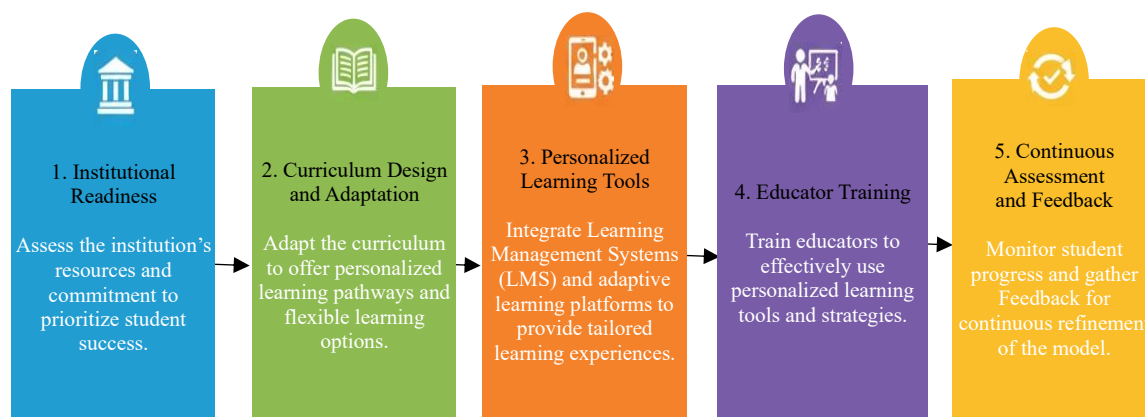 1. Institutional
Readiness
Assess the institution’s
resources and
commitment to
prioritize student
success.
2. Curriculum Design
and Adaptation
Adapt the curriculum
to offer personalized
learning pathways and
flexible learning
options.
3. Personalized
Learning Tools
Integrate Learning
Management Systems
(LMS) and adaptive
learning platforms to
provide tailored
learning experiences.
4. Educator Training
Train educators to
effectively use
personalized learning
tools and strategies.
5. Continuous
Assessment
and Feedback
Monitor student
progress and gather
Feedback for
continuous refinemen
of the model.